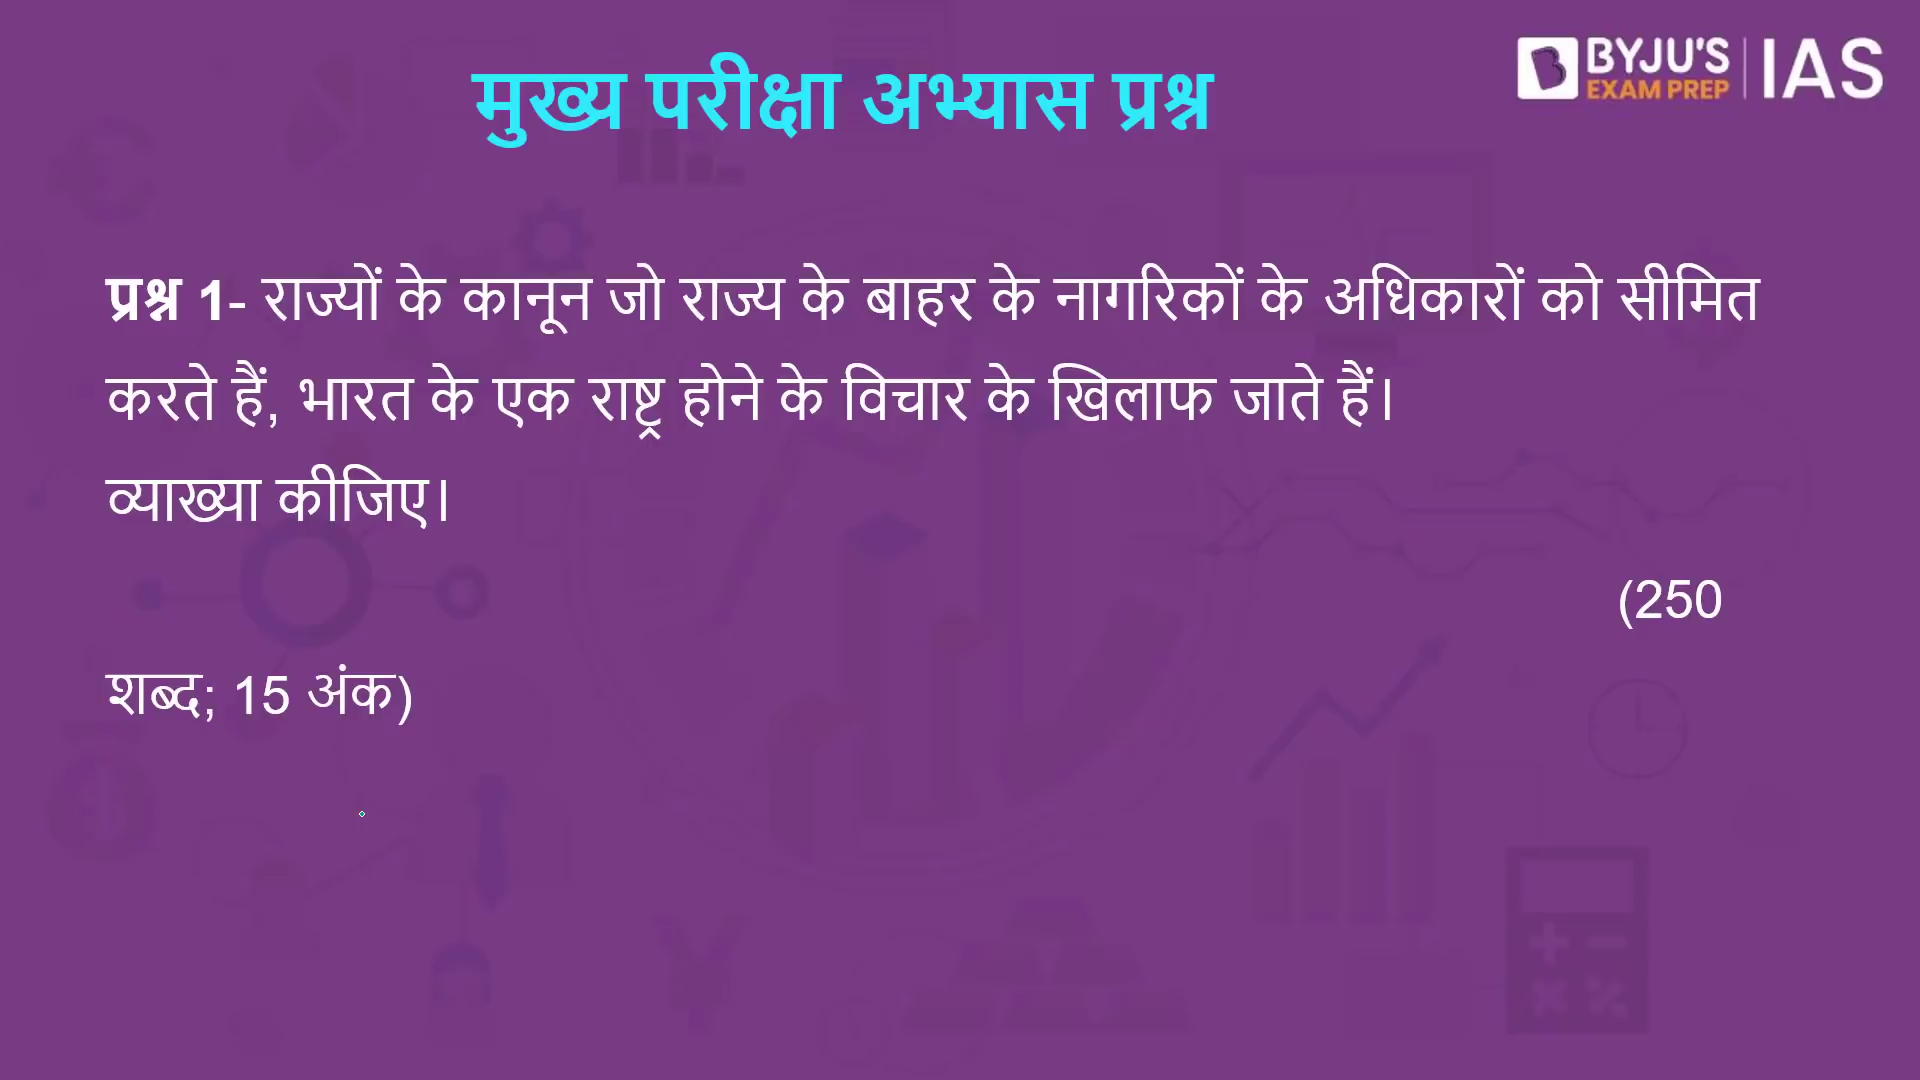 मुख्य परीक्षा अभ्यास प्रश्न
BYJU'S
EXAM PREP
IAS
प्रश्न 1- राज्यों के कानून जो राज्य के बाहर के नागरिकों के अधिकारों को सीमित
करते हैं, भारत के एक राष्ट्र होने के विचार के खिलाफ जाते हैं।
व्याख्या कीजिए।
(250
शब्द; 15 अंक)